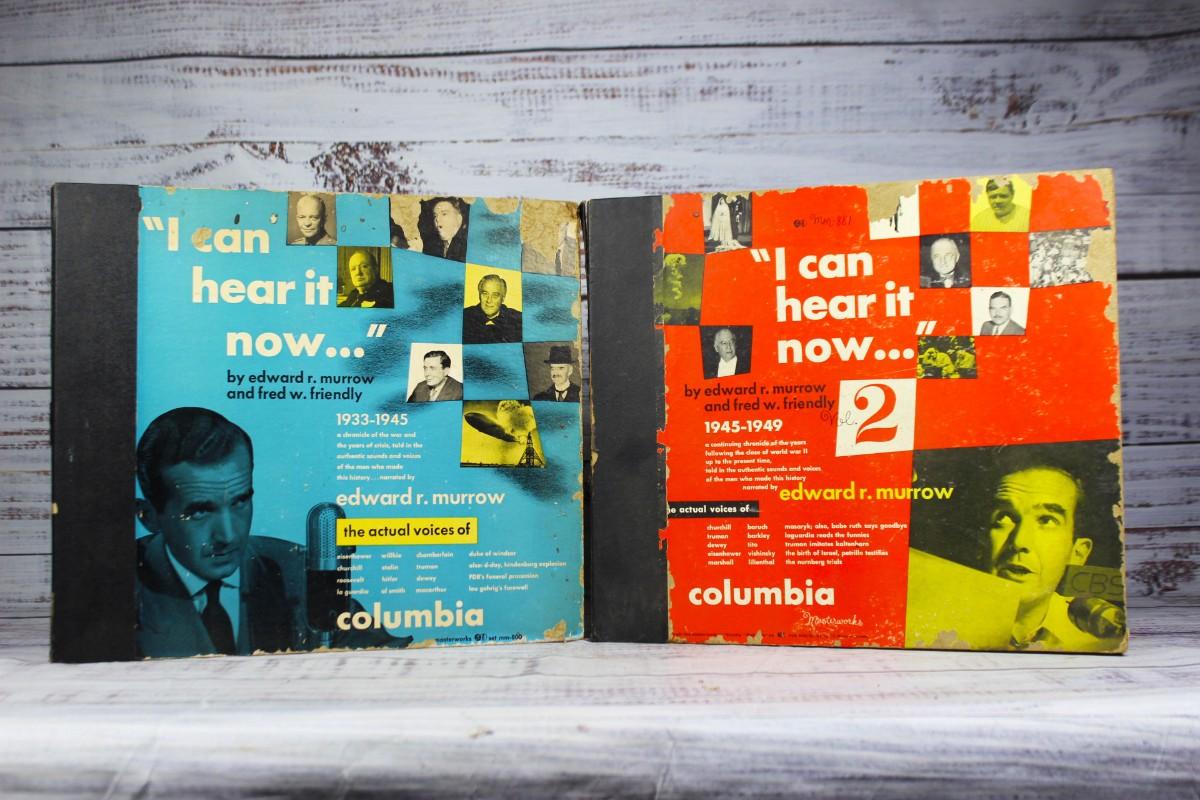 “I can
hear it
now...”
by edward r. murrow
and fred w. friendly
1933-1945
a chronicle of the war and
the years of crisis, told in the
authentic sounds and voices
of the men who made
this history...narrated by
edward r. murrow
the actual voices of
eisenhower willkie chamberlain duke of windsor
churchill stalin truman also: d-day, hindenburg explosion
roosevelt hitler dewey FDR's funeral procession
la guardia al smith macarthur lou gehrig's farewell
columbia
masterworks set mm-800
mm-881
“I can
hear it
now...”
by edward r. murrow
and fred w. friendly
Vol. 2
1945-1949
a continuing chronicle of the years
following the close of world war II
up to the present time,
told in the authentic sounds and voices
of the men who made this history
narrated by edward r. murrow
e actual voices of
churchill baruch masaryk; also, babe ruth says goodbye
truman barkley laguardia reads the funnies
dewey tito truman imitates kaltenborn
eisenhower vishinsky the birth of israel, petrillo testifies
marshall lilienthal the nurnberg trials
columbia
Masterworks
CBS